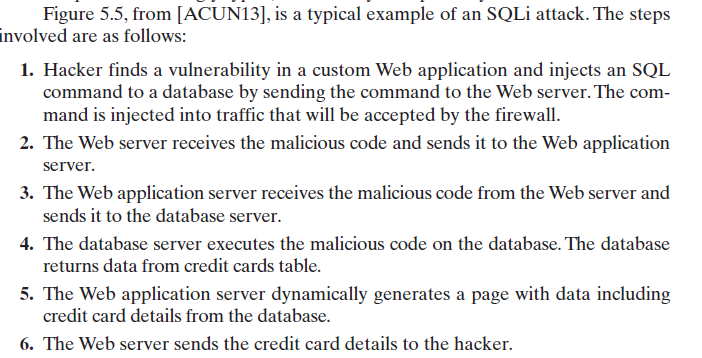 Figure 5.5, from [ACUN13], is a typical example of an SQLi attack. The steps
involved are as follows:
1. Hacker finds a vulnerability in a custom Web application and injects an SQL
command to a database by sending the command to the Web server. The com-
mand is injected into traffic that will be accepted by the firewall.
2. The Web server receives the malicious code and sends it to the Web application
server.
3. The Web application server receives the malicious code from the Web server and
sends it to the database server.
4. The database server executes the malicious code on the database. The database
returns data from credit cards table.
5. The Web application server dynamically generates a page with data including
credit card details from the database.
6. The Web server sends the credit card details to the hacker.